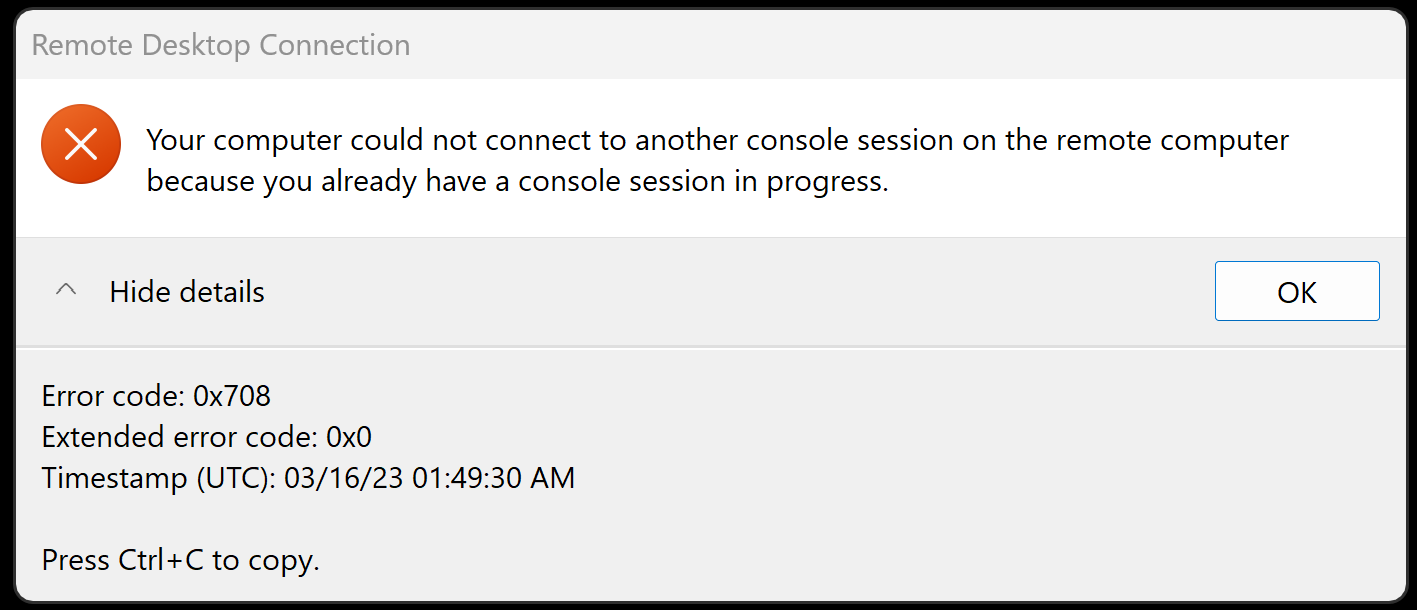 Remote Desktop Connection
Your computer could not connect to another console session on the remote computer
because you already have a console session in progress.
Hide details
OK
Error code: 0x708
Extended error code: 0x0
Timestamp (UTC): 03/16/23 01:49:30 AM
Press Ctrl+C to copy.